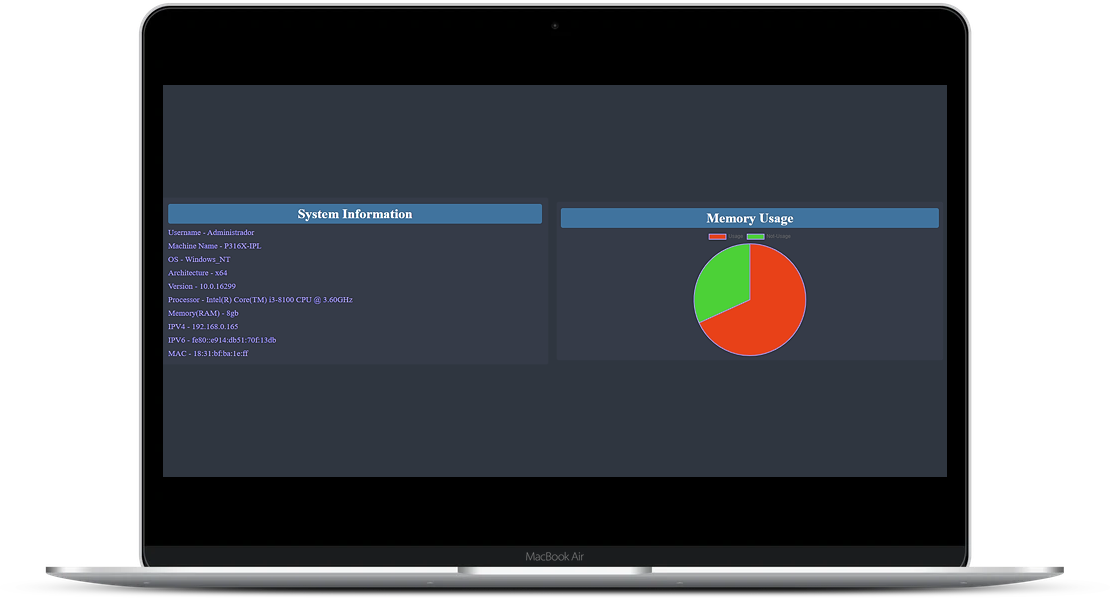 System Information
Username - Administrador
Machine Name - P316X-IPL
OS - Windows_NT
Architecture - x64
Version - 10.0.16299
Processor - Intel(R) Core(TM) i3-8100 CPU @ 3.60GHz
Memory(RAM) - 8gb
IPV4 - 192.168.0.165
IPV6 - fe80::e914:db51:70f:13db
MAC - 18:31:bf:ba:1e:ff
Memory Usage
Usage
MacBook Air